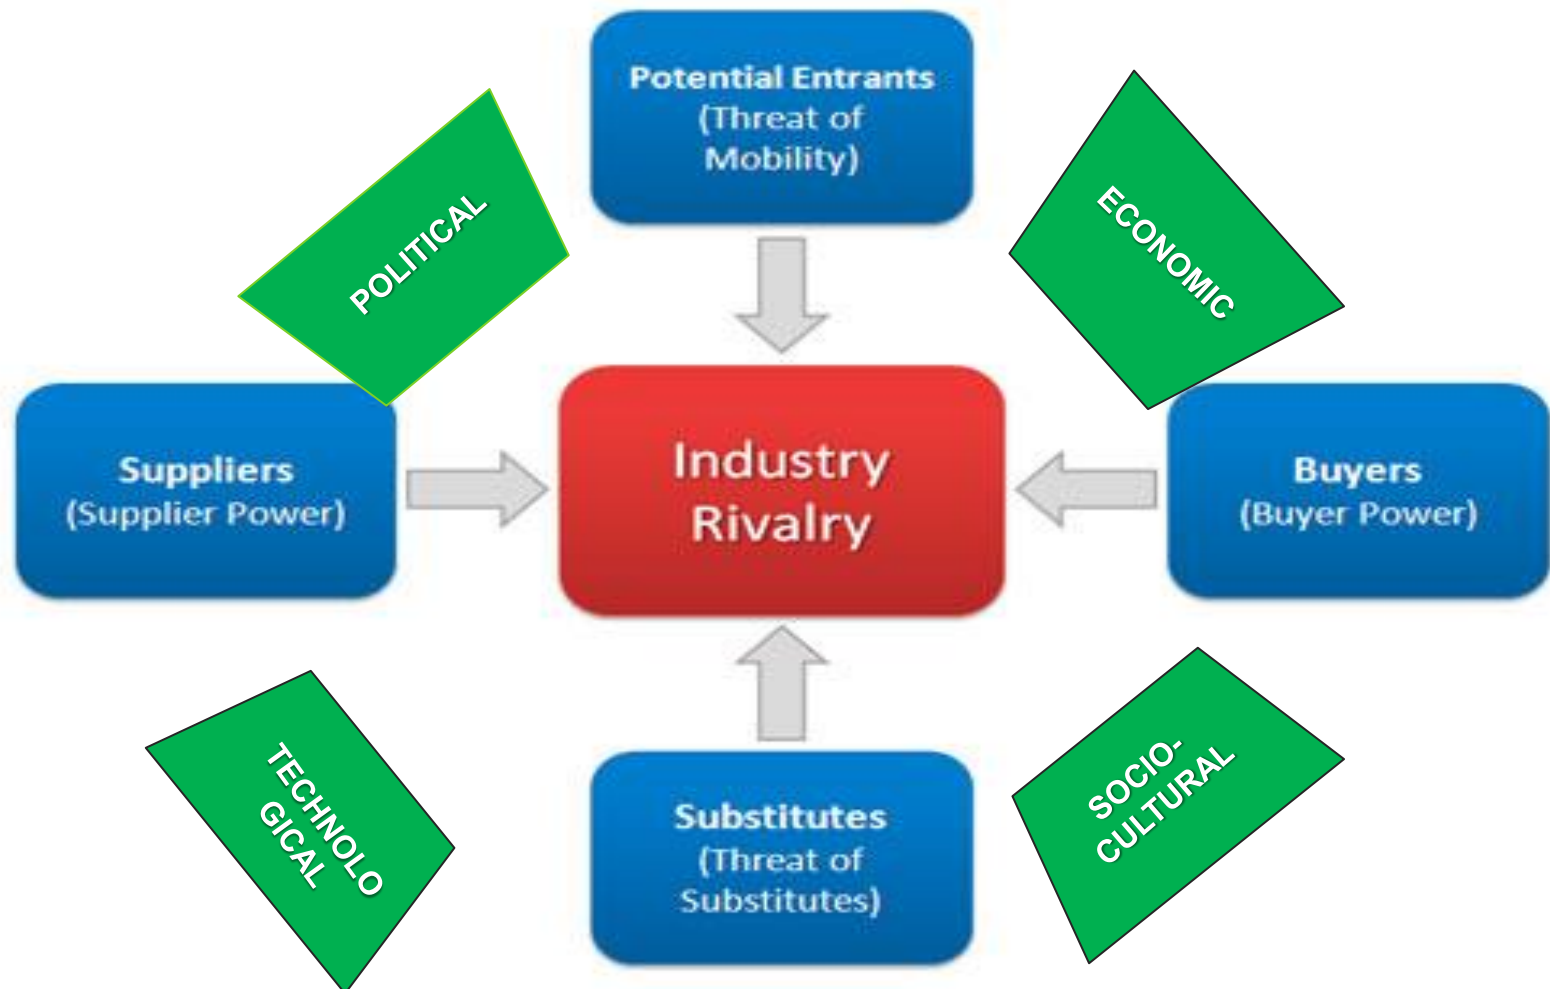 Potential Entrants
(Threat of
Mobility)
POLITICAL
ECONOMIC
Suppliers
(Supplier Power)
Industry
Rivalry
Buyers
(Buyer Power)
TECHNOLO
GICAL
Substitutes
(Threat of
Substitutes)
SOCIO-
CULTURAL